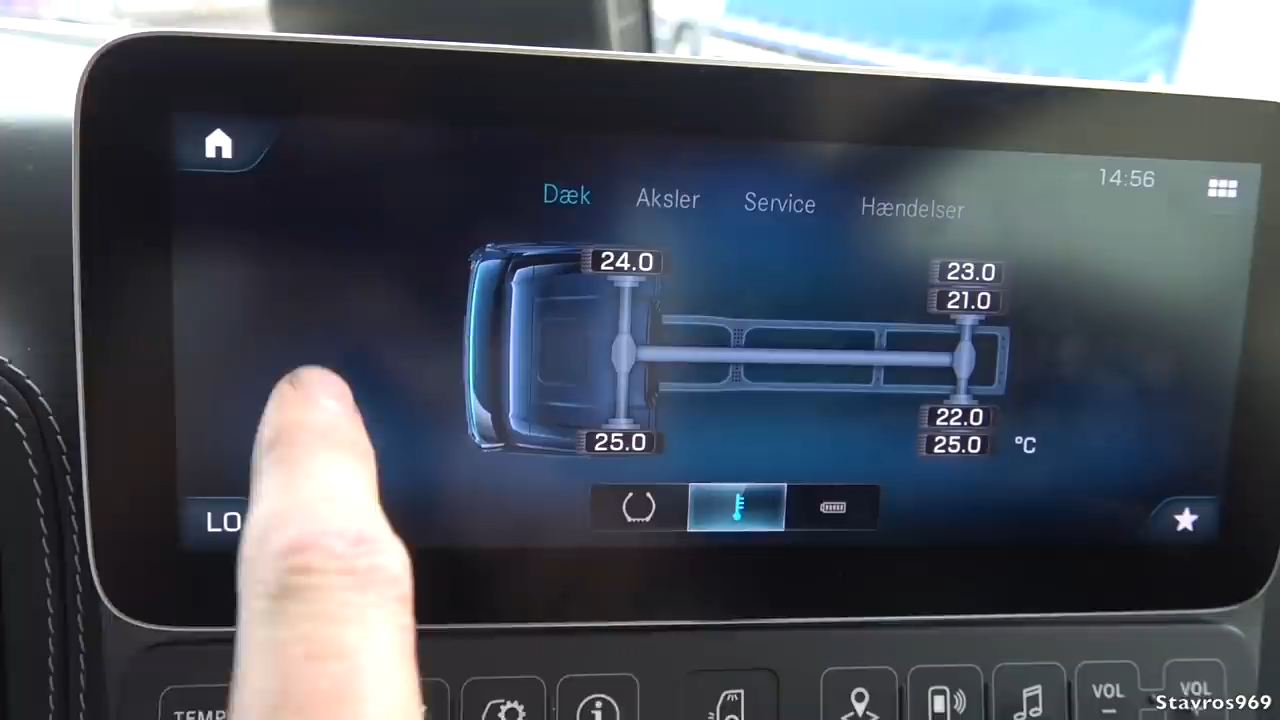 14:56
Dæk Aksler Service Hændelser
24.0 23.0
21.0
22.0
25.0 25.0 °C
LO
TEMP VOL VOL
Stavros969